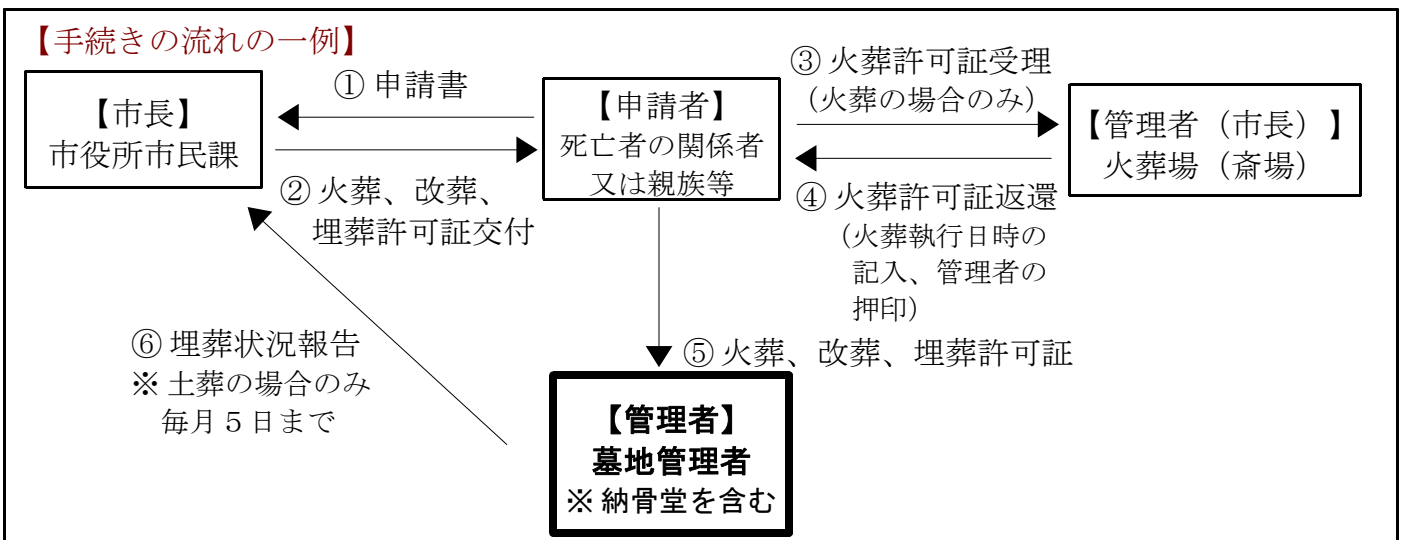 【手続きの流れの一例】
【市長】
市役所市民課
① 申請書
② 火葬、改葬、
埋葬許可証交付
【申請者】
死亡者の関係者
又は親族等
③ 火葬許可証受理
（火葬の場合のみ）
【管理者（市長）】
火葬場（斎場）
④ 火葬許可証返還
（火葬執行日時の
記入、管理者の
押印）
⑤ 火葬、改葬、埋葬許可証
⑥ 埋葬状況報告
※ 土葬の場合のみ
毎月５日まで
【管理者】
墓地管理者
※ 納骨堂を含む